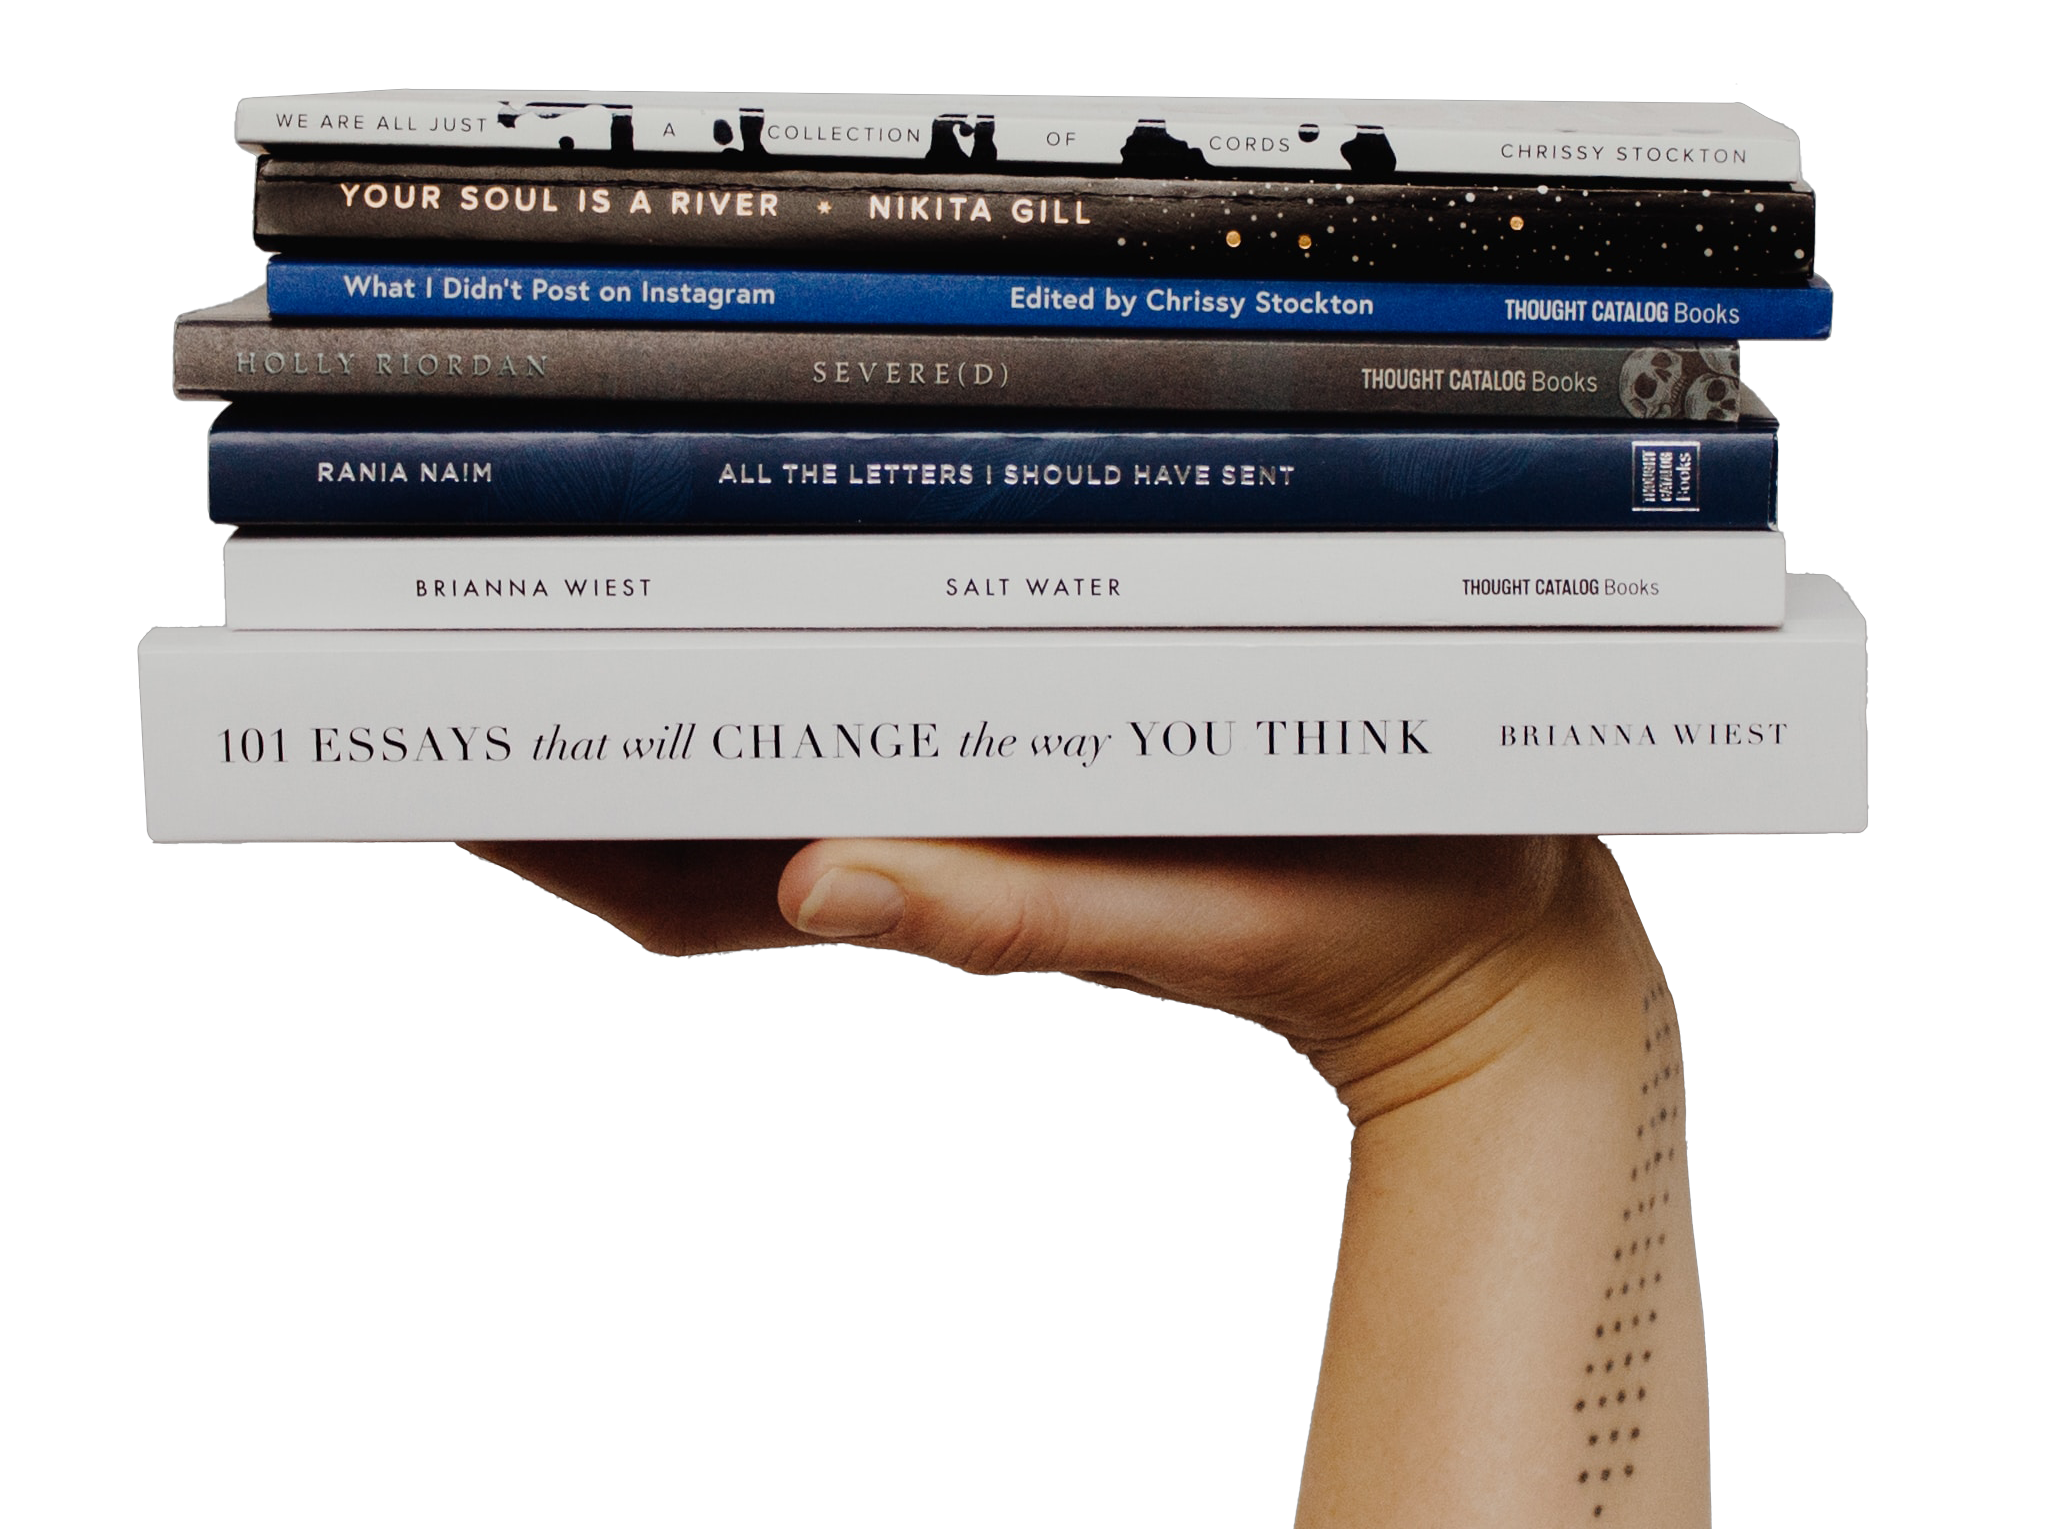 WE ARE ALL JUST A COLLECTION OF CORDS CHRISSY STOCKTON
YOUR SOUL IS A RIVER * NIKITA GILL
What I Didn't Post on Instagram Edited by Chrissy Stockton THOUGHT CATALOG Books
HOLLY RIORDAN SEVERE(D) THOUGHT CATALOG Books
RANIA NAIM ALL THE LETTERS I SHOULD HAVE SENT THOUGHT CATALOG Books
BRIANNA WIEST SALT WATER THOUGHT CATALOG Books
101 ESSAYS that will CHANGE the way YOU THINK BRIANNA WIEST